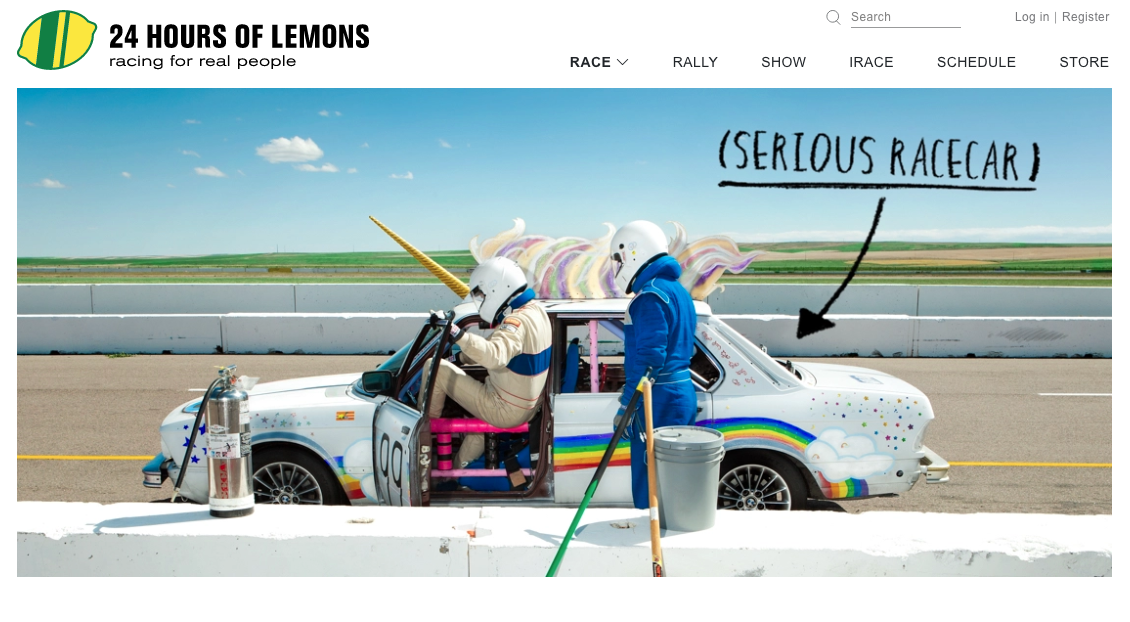 24 HOURS OF LEMONS
racing for real people
Search
Log in | Register
RACE
RALLY
SHOW
IRACE
SCHEDULE
STORE
(SERIOUS RACECAR)
99